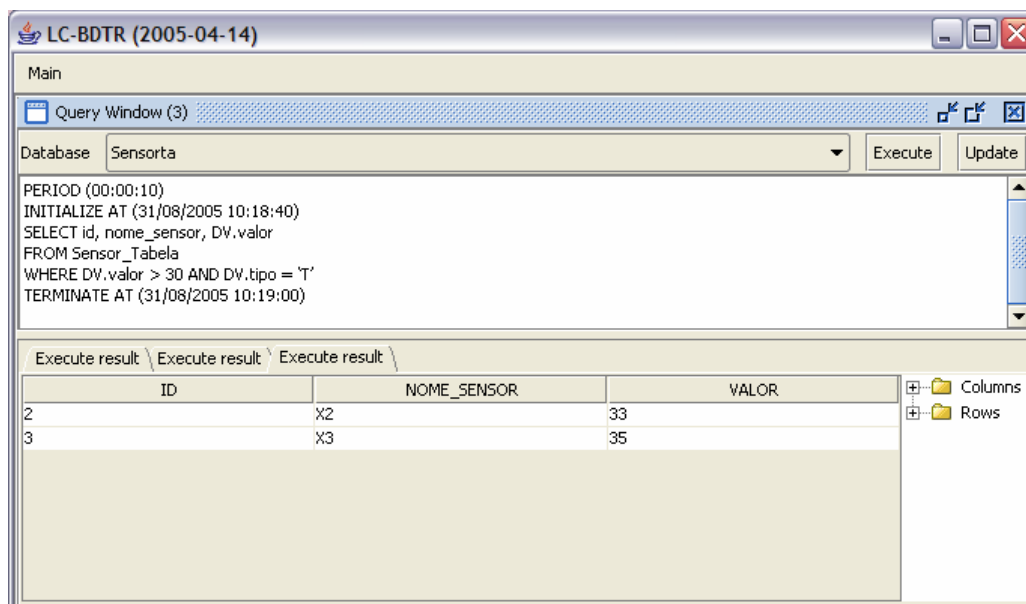 LC-BDTR (2005-04-14)
Main
Query Window (3)
Database Sensorta Execute Update
PERIOD (00:00:10)
INITIALIZE AT (31/08/2005 10:18:40)
SELECT id, nome_sensor, DV.valor
FROM Sensor_Tabela
WHERE DV.valor > 30 AND DV.tipo = 'T'
TERMINATE AT (31/08/2005 10:19:00)
Execute result Execute result Execute result
ID NOME_SENSOR VALOR
2 X2 33
3 X3 35
Columns
Rows